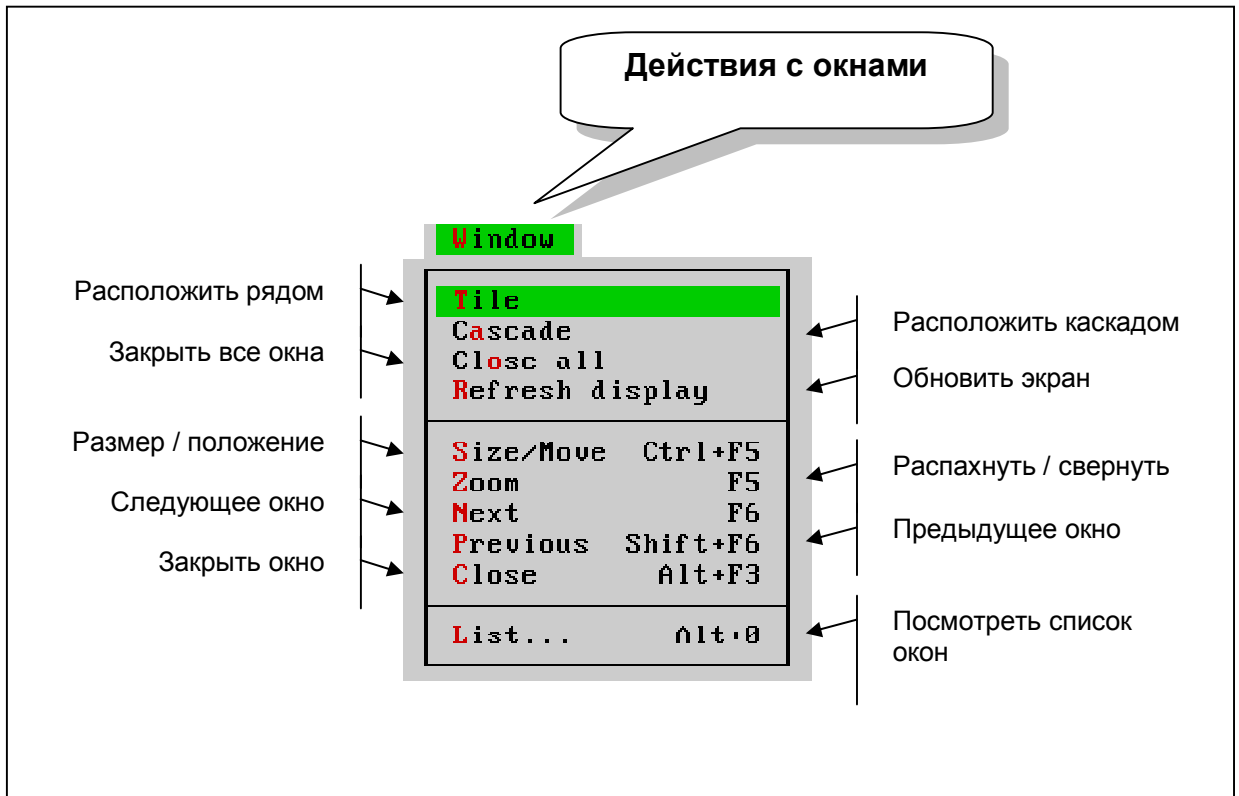 Действия с окнами
Window
Расположить рядом
Tile
Cascade
Расположить каскадом
Закрыть все окна
Close all
Refresh display
Обновить экран
Размер / положение
Size/Move Ctrl+F5
Zoom F5
Распахнуть / свернуть
Следующее окно
Next F6
Previous Shift+F6
Предыдущее окно
Закрыть окно
Close Alt+F3
List... Alt+0
Посмотреть список
окон